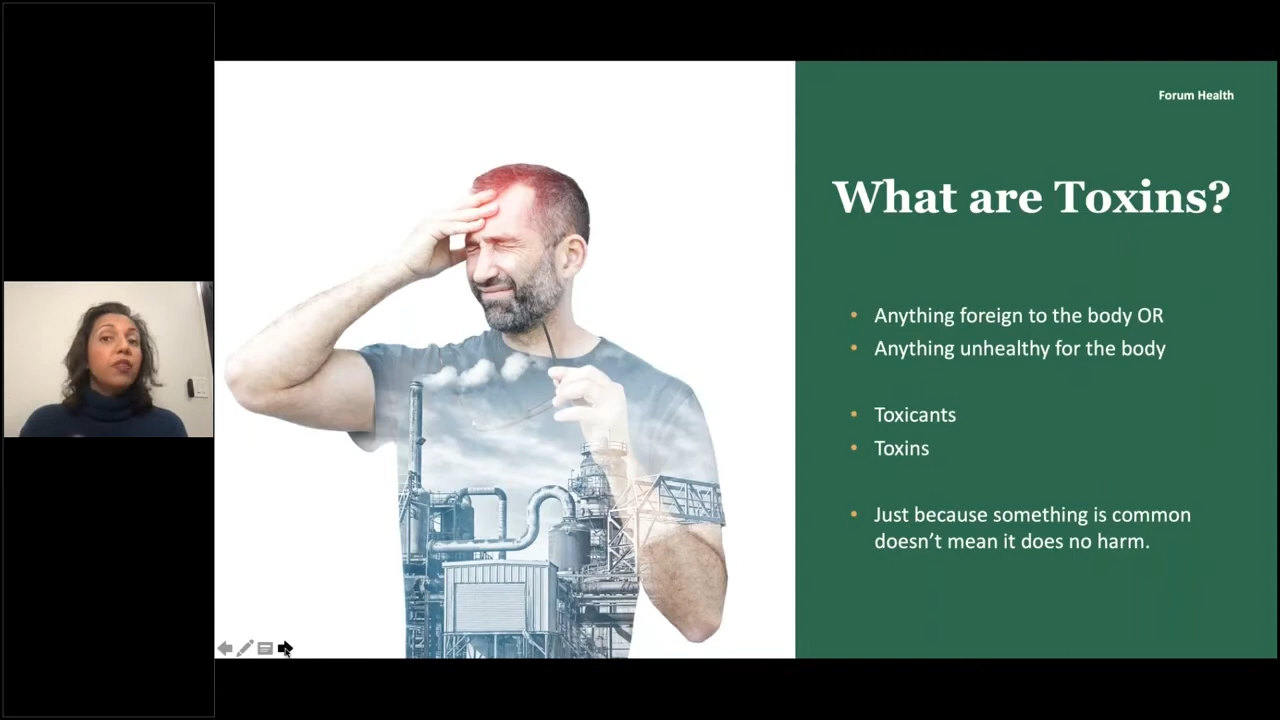 Forum Health
What are Toxins?
• Anything foreign to the body OR
• Anything unhealthy for the body
• Toxicants
• Toxins
• Just because something is common
doesn’t mean it does no harm.